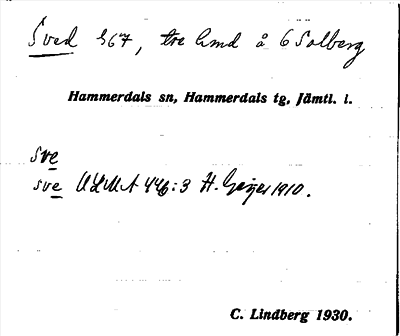 Sved 367, tre hmd å 6 Solberg
Hammerdals sn, Hammerdals tg, Jämtl. l.
sve
sve ULMA 446:3 H. Geijer 1910.
C. Lindberg 1930.